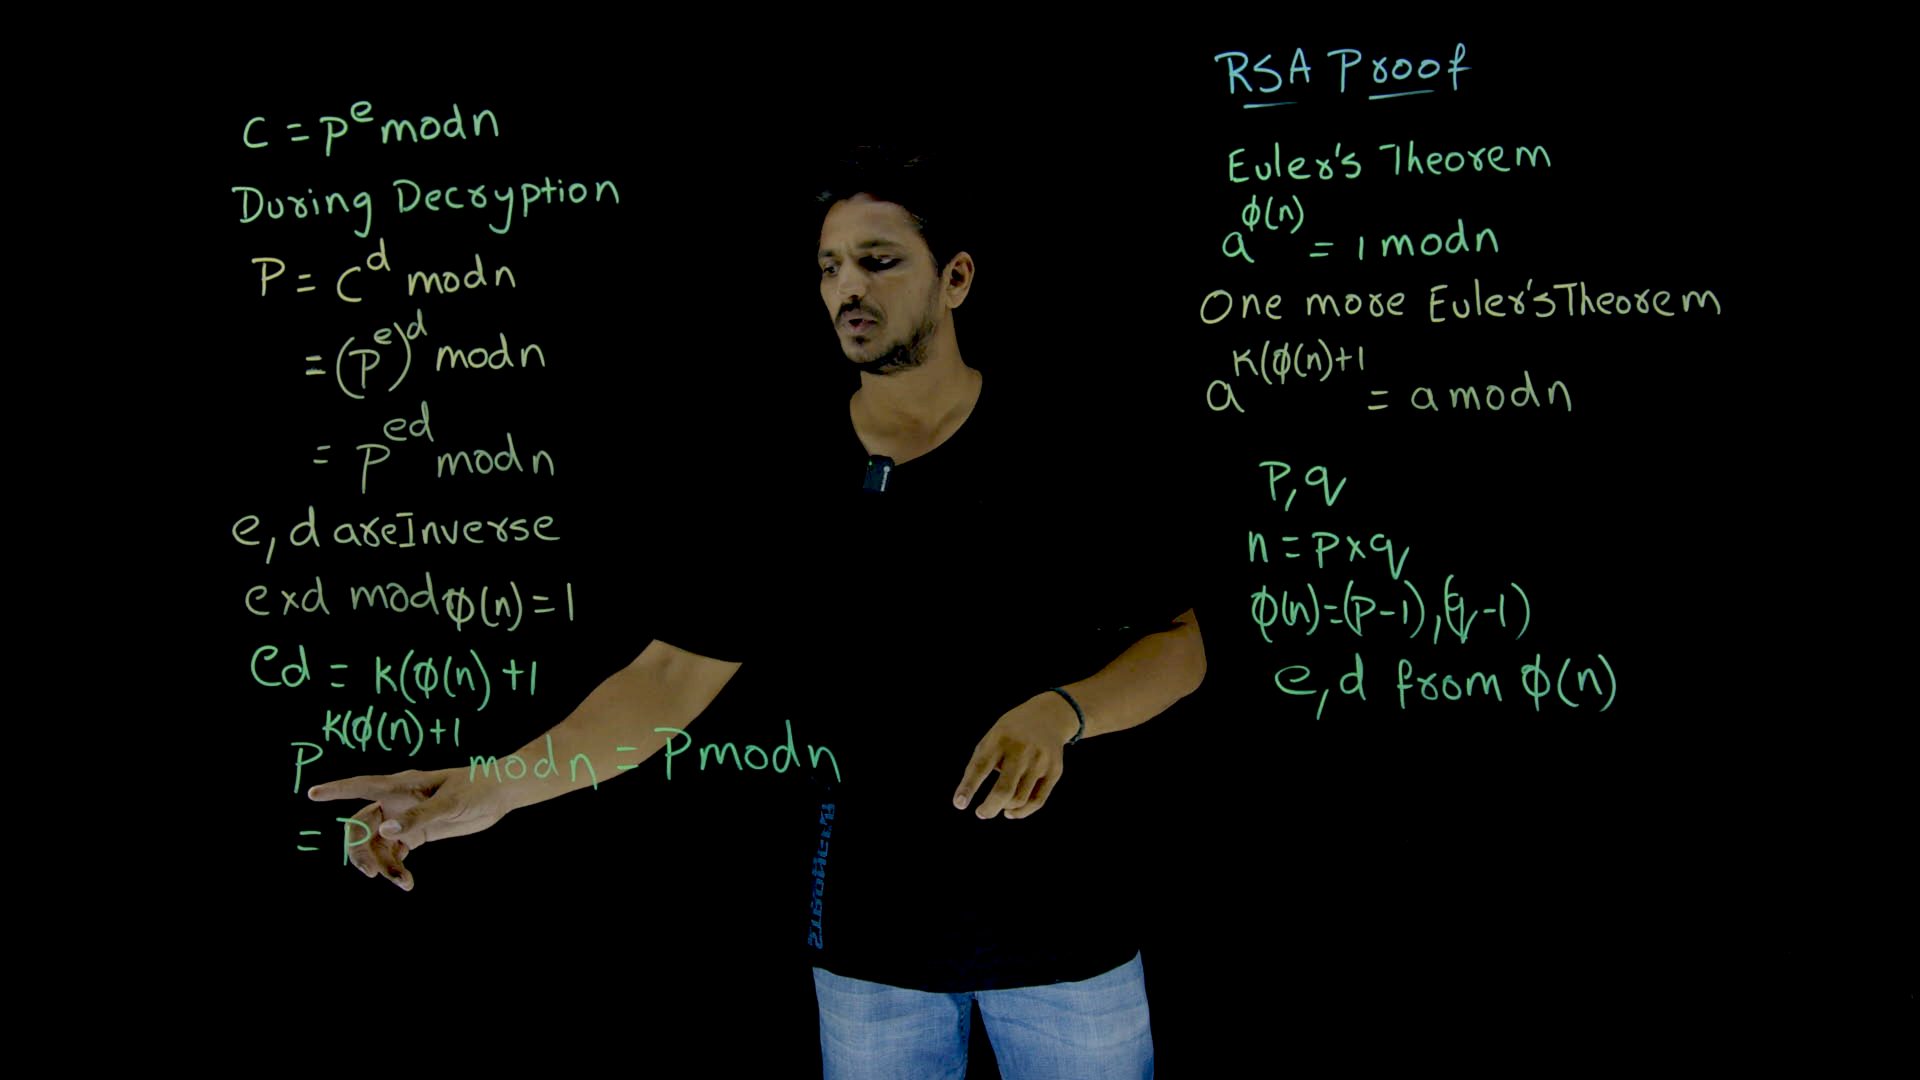 C = P^e mod n
During Decryption
P = C^d mod n
= (P^e)^d mod n
= P^ed mod n
e, d are Inverse
e x d mod φ(n) = 1
ed = K(φ(n) + 1
P^K(φ(n)+1 mod n = P mod n
= P
RSA Proof
Euler's Theorem
a^φ(n) = 1 mod n
One more Euler's Theorem
a^K(φ(n)+1 = a mod n
P, q
n = P x q
φ(n) = (P-1), (q-1)
e, d from φ(n)